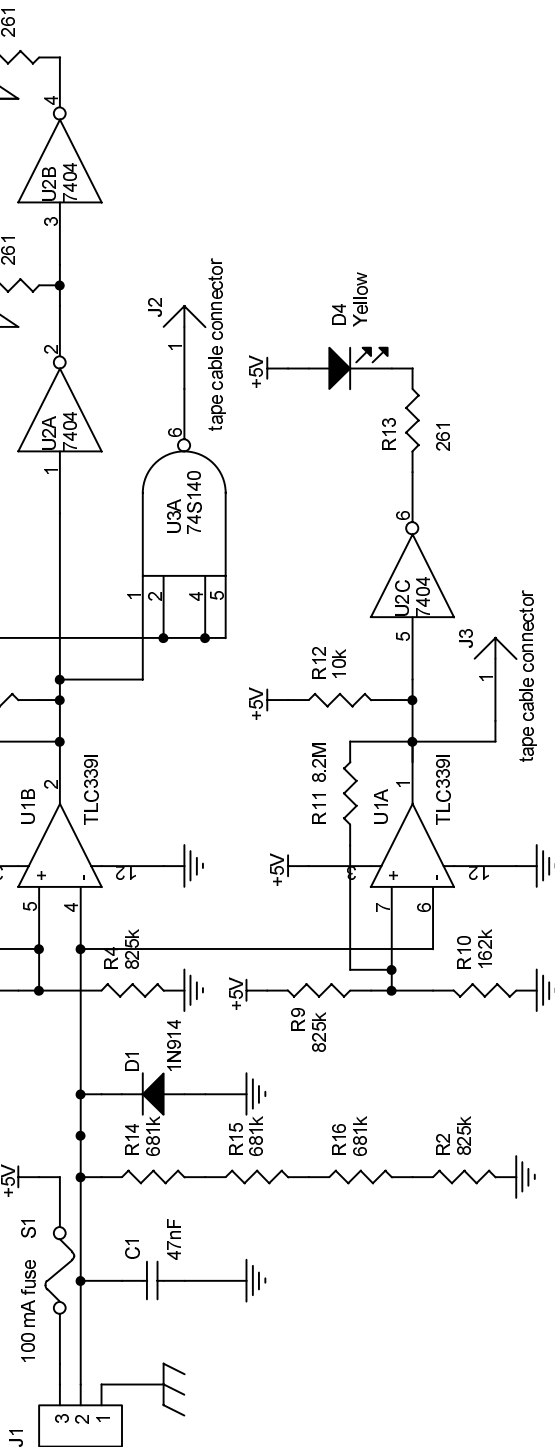 261
4
U2B
7404
3
261
2
U2A
7404
1
J2
1
tape cable connector
6
U3A
74S140
1
2
4
5
+5V
D4
Yellow
R13
261
6
U2C
7404
5
+5V
R12
10k
J3
1
tape cable connector
U1B
2
TLC339I
+
-
5
4
12
R4
825k
R11 8.2M
+5V
3
U1A
1
TLC339I
+
-
7
6
12
+5V
R9
825k
R10
162k
D1
1N914
R14
681k
R15
681k
R16
681k
R2
825k
+5V
S1
100 mA fuse
C1
47nF
J1
3
2
1